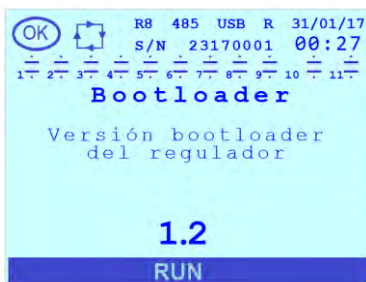 OK R8 485 USB R 31/01/17
S/N 23170001 00:27
1 2 3 4 5 6 7 8 9 10 11
Bootloader
Versión bootloader
del regulador
1.2
RUN